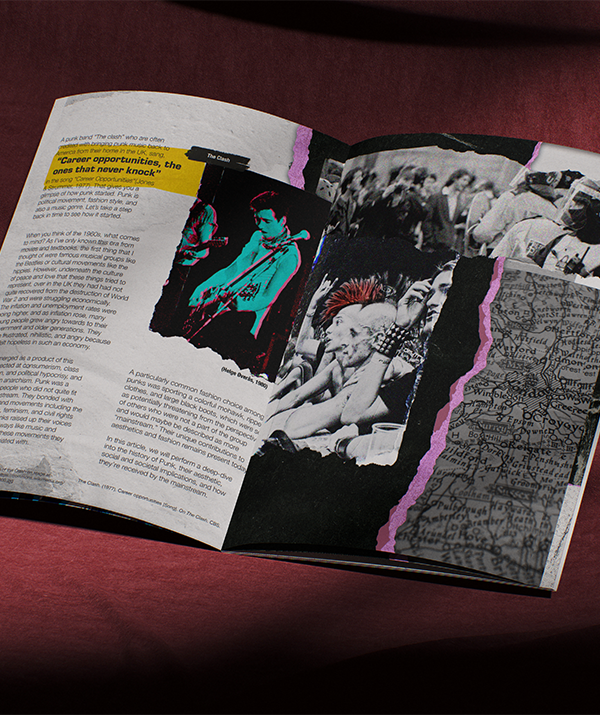 A punk band "The clash", who are often
credited with bringing punk music back to
America from their home in the UK, song,
"Career opportunities, the
ones that never knock"
in the song "Career Opportunities"(Jones
& Strummer, 1977). That gives you a
glimpse of how punk started. Punk is
political movement, fashion style, and
also a music genre. Let's take a step
back in time to see how it started.
The Clash
When you think of the 1960s, what comes
to mind? As I've only known this era from
movies and textbooks, the first thing that I
thought of were famous musical groups like
the Beatles or cultural movements like the
hippies. However, underneath the culture
of peace and love that these things tried to
represent, over in the UK they had had not
quite recovered from the destruction of World
War 2 and were struggling economically.
The inflation and unemployment rates were
long higher, and as inflation rose, many
young people grew angry towards their
government and older generations. They
frustrated, nihilistic, and angry because
felt hopeless in such an economy.
(Helge Øverås, 1980)
merged as a product of this
jected at consumerism, class
n, and political hypocrisy and
n anarchism. Punk was a
people who did not quite fit
stream. They bonded with
and movements including the
feminism, and civil rights
unks raised up their voices
ways like music and
these movements they
ated with.
A particularly common fashion choice among
punks was sporting a colorful mohawk, rippe
clothes, and large black boots, which were s
as potentially threatening from the perspectiv
of others who were not a part of the group
and would maybe be described as more
"mainstream." Their unique contributions to
aesthetics and fashion remains present today
In this article, we will perform a deep-dive
into the history of Punk, their aesthetic,
social and societal implications, and how
they're received by the mainstream.
The Clash. (1977). Career opportunities [Song]. On The Clash. CBS.